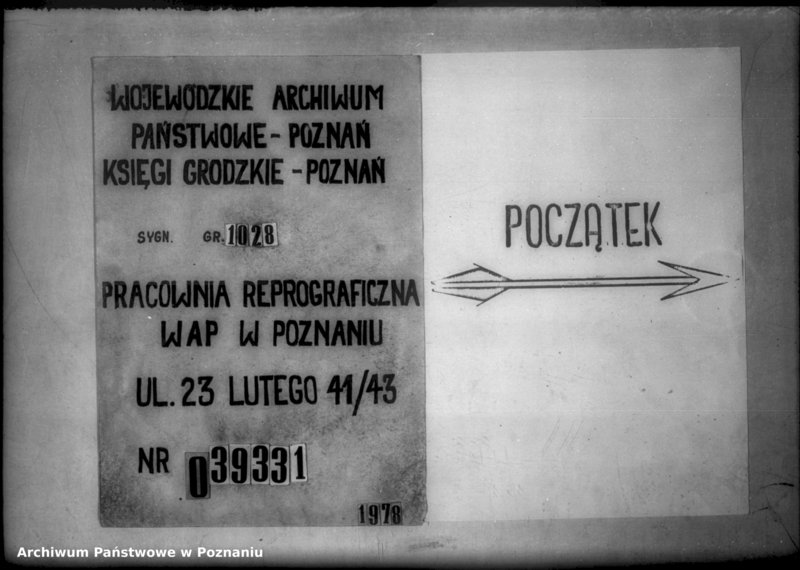 WOJEWÓDZKIE ARCHIWUM
PAŃSTWOWE - POZNAŃ
KSIĘGI GRODZKIE - POZNAŃ
SYGN. GR. 1028
PRACOWNIA REPROGRAFICZNA
WAP W POZNANIU
UL. 23 LUTEGO 41/43
NR 039331
1978
POCZĄTEK
Archiwum Państwowe w Poznaniu